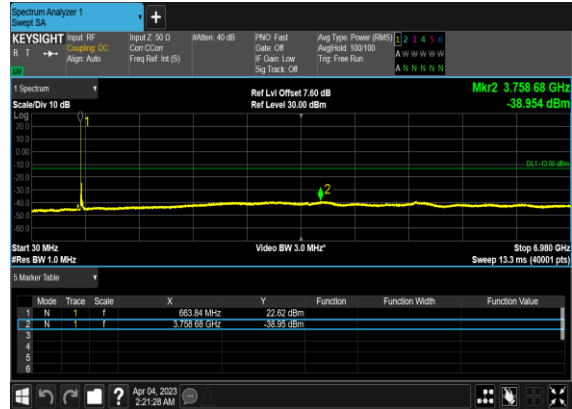 Spectrum Analyzer 1
Swept SA
+
KEYSIGHT Input: RF Input Z: 50 Ω #Atten: 40 dB PNO: Fast Avg Type: Power (RMS) 1 2 3 4 5 6
R T Coupling: DC Corr CCorr Gate: Off Avg|Hold: 100/100 A W W W W W
Align: Auto Freq Ref: Int (S) IF Gain: Low Trig: Free Run
Sig Track: Off A N N N N N
1 Spectrum Ref Lvl Offset 7.60 dB Mkr2 3.758 68 GHz
Scale/Div 10 dB Ref Level 30.00 dBm -38.954 dBm
Log
20.0
10.0
0.00
-10.0
-20.0
-30.0
-40.0
-50.0
-60.0
1
DL1 -13.00 dBm
2
Start 30 MHz Video BW 3.0 MHz* Stop 6.980 GHz
#Res BW 1.0 MHz Sweep 13.3 ms (40001 pts)
5 Marker Table
Mode Trace Scale X Y Function Function Width Function Value
1 N 1 f 663.84 MHz 22.62 dBm
2 N 1 f 3.758 68 GHz -38.95 dBm
3
4
5
6
? Apr 04, 2023
2:21:28 AM